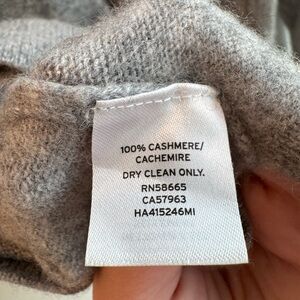 100% CASHMERE/
CACHEMIRE
DRY CLEAN ONLY.
RN58665
CA57963
HA415246MI